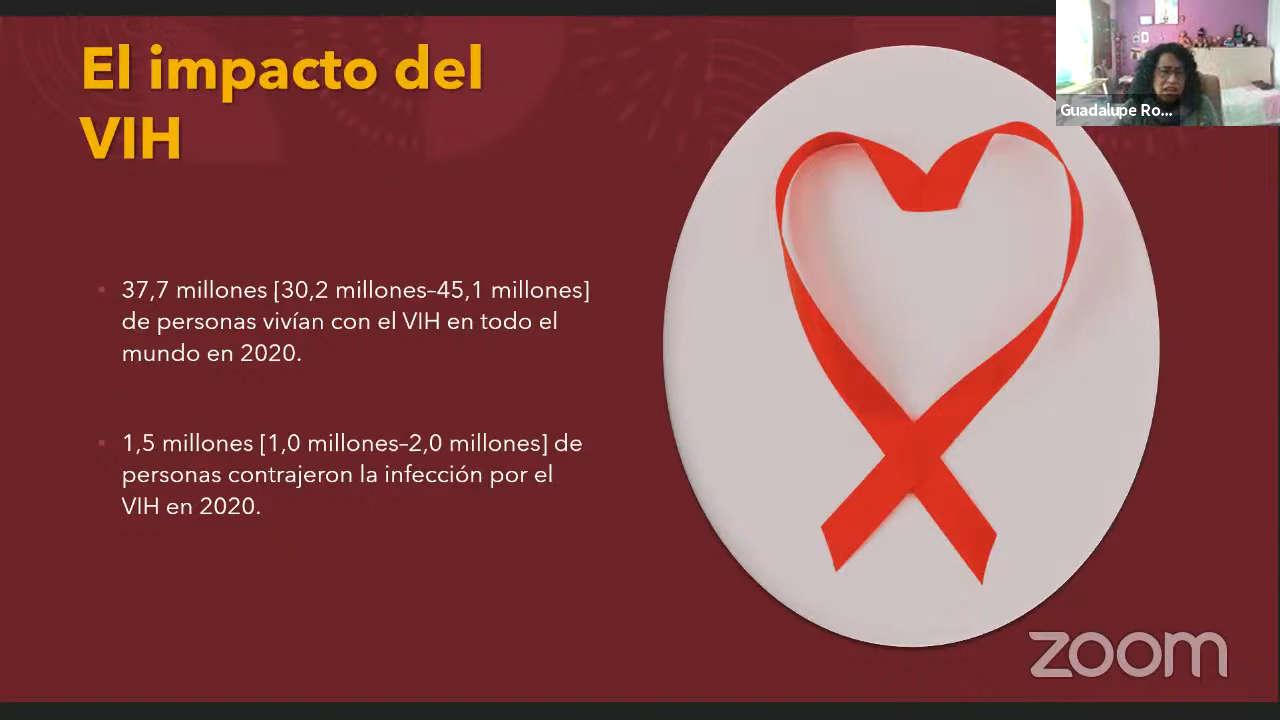 El impacto del
VIH
Guadalupe Ro...
37,7 millones [30,2 millones–45,1 millones]
de personas vivían con el VIH en todo el
mundo en 2020.
1,5 millones [1,0 millones–2,0 millones] de
personas contrajeron la infección por el
VIH en 2020.
zoom